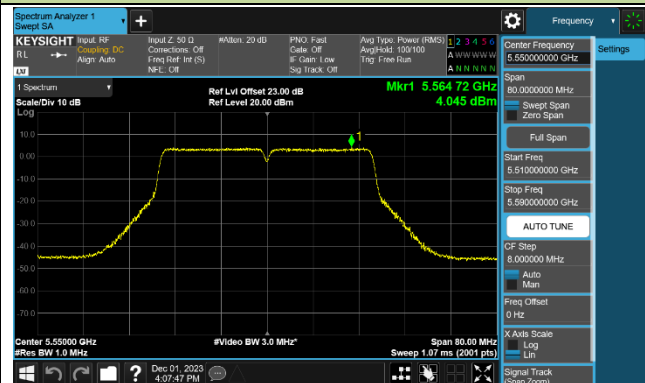 Spectrum Analyzer 1
Swept SA
+
Frequency
KEYSIGHT
RL
LXI
Input: RF
Coupling: DC
Align: Auto
Input Z: 50 Ω
Corrections: Off
Freq Ref: Int (S)
NFE: Off
#Atten: 20 dB
PNO: Fast
Gate: Off
IF Gain: Low
Sig Track: Off
Avg Type: Power (RMS)
Avg|Hold: 100/100
Trig: Free Run
1 2 3 4 5 6
A W W W W W
A N N N N N
Center Frequency
5.550000000 GHz
Settings
Span
80.0000000 MHz
Swept Span
Zero Span
Full Span
Start Freq
5.510000000 GHz
Stop Freq
5.590000000 GHz
AUTO TUNE
CF Step
8.000000 MHz
Auto
Man
Freq Offset
0 Hz
X Axis Scale
Log
Lin
Signal Track
(Span Zoom)
1 Spectrum
Scale/Div 10 dB
Log
Ref Lvl Offset 23.00 dB
Ref Level 20.00 dBm
Mkr1 5.564 72 GHz
4.045 dBm
1
10.0
0.00
-10.0
-20.0
-30.0
-40.0
-50.0
-60.0
-70.0
Center 5.55000 GHz
#Res BW 1.0 MHz
#Video BW 3.0 MHz*
Span 80.00 MHz
Sweep 1.07 ms (2001 pts)
?
Dec 01, 2023
4:07:47 PM